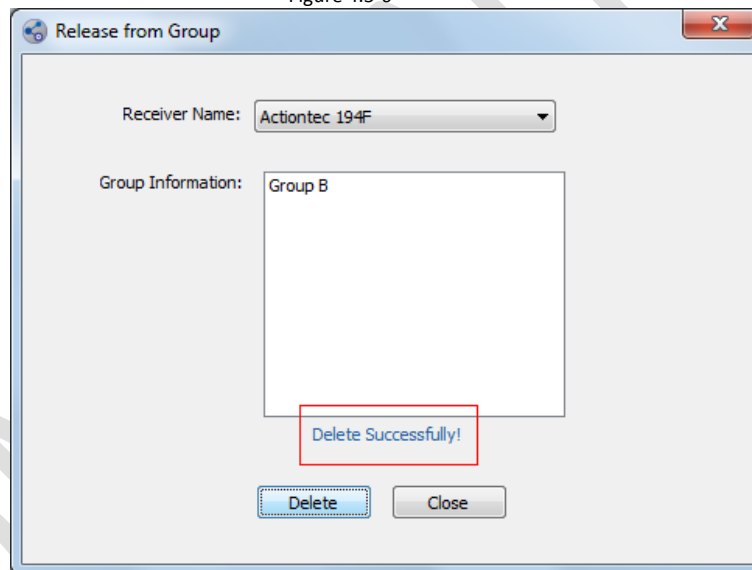 Release from Group
Receiver Name:
Actiontec 194F
Group Information:
Group B
Delete Successfully!
Delete
Close